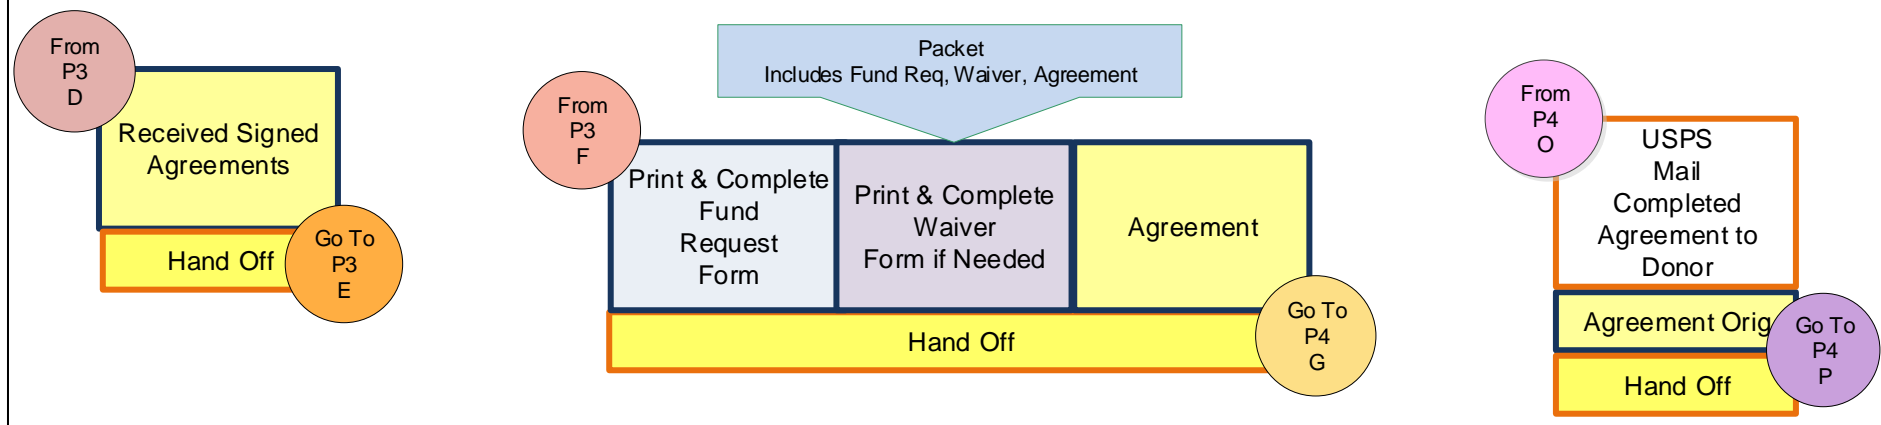 From
P3
D
Received Signed
Agreements
Hand Off
Go To
P3
E
Packet
Includes Fund Req, Waiver, Agreement
From
P3
F
Print & Complete
Fund
Request
Form
Print & Complete
Waiver
Form if Needed
Agreement
Hand Off
Go To
P4
G
From
P4
O
USPS
Mail
Completed
Agreement to
Donor
Agreement Orig
Hand Off
Go To
P4
P